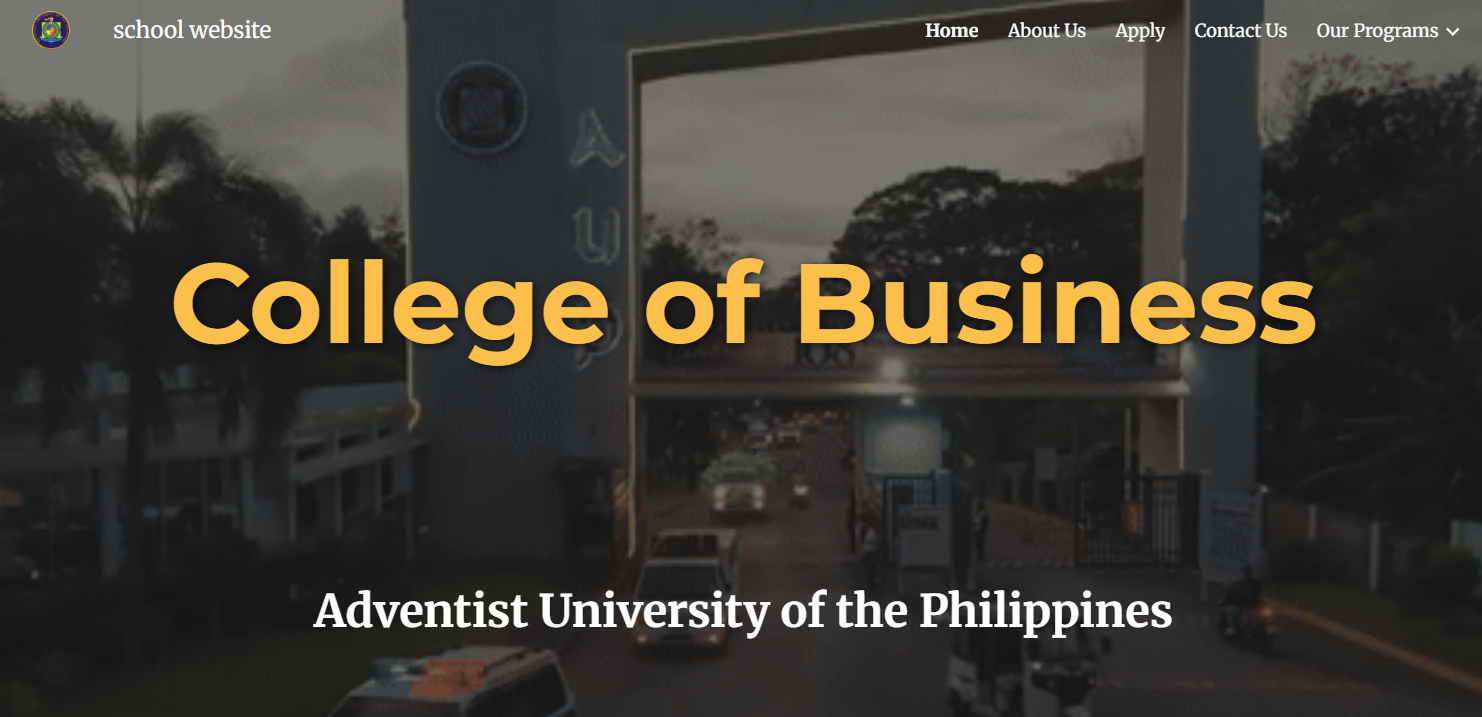 school website
Home About Us Apply Contact Us Our Programs
A
U
P
College of Business
Adventist University of the Philippines